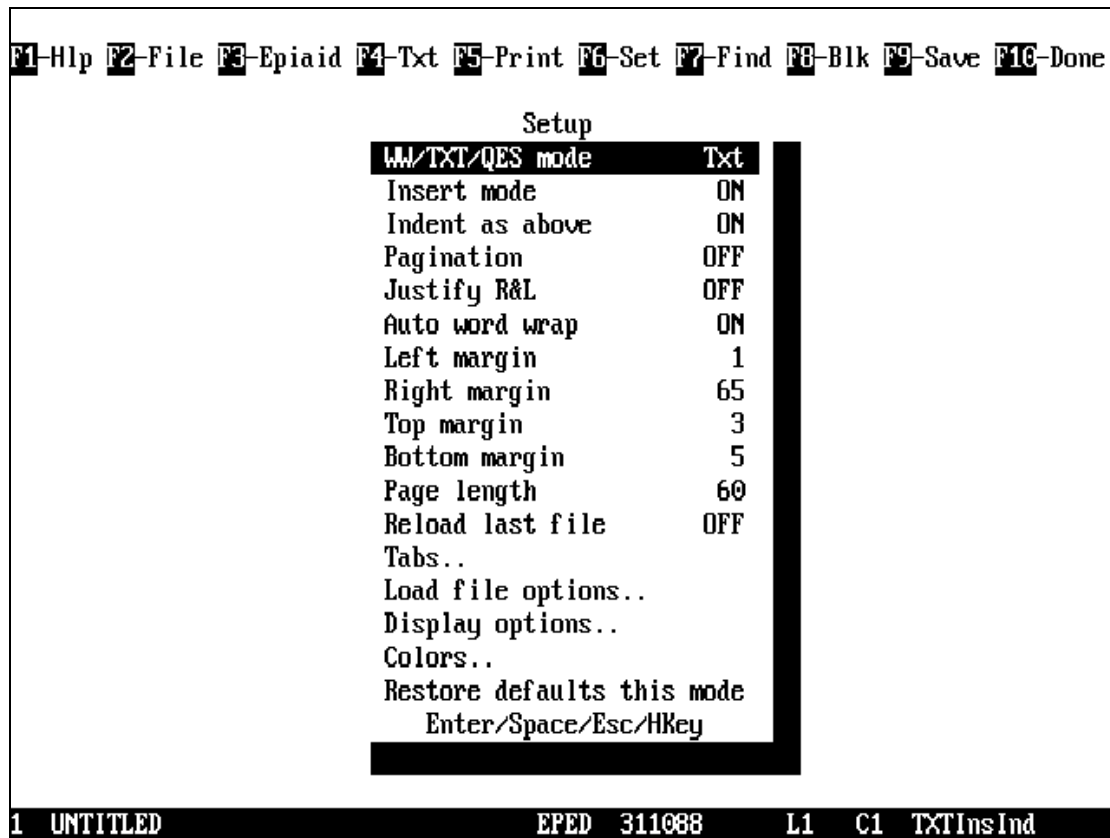 F1-Hlp F2-File F3-Epiaid F4-Txt F5-Print F6-Set F7-Find F8-Blk F9-Save F10-Done
Setup
WW/TXT/QES mode Txt
Insert mode ON
Indent as above ON
Pagination OFF
Justify R&L OFF
Auto word wrap ON
Left margin 1
Right margin 65
Top margin 3
Bottom margin 5
Page length 60
Reload last file OFF
Tabs..
Load file options..
Display options..
Colors..
Restore defaults this mode
Enter/Space/Esc/HKey
1 UNTITLED EPED 311088 L1 C1 TXTInsInd